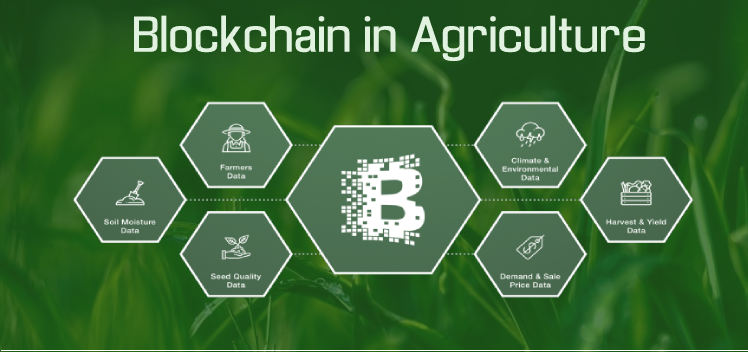 Blockchain in Agriculture
Farmers
Data
Climate &
Environmental
Data
Soil Moisture
Data
B
Harvest & Yield
Data
Seed Quality
Data
Demand & Sale
Price Data